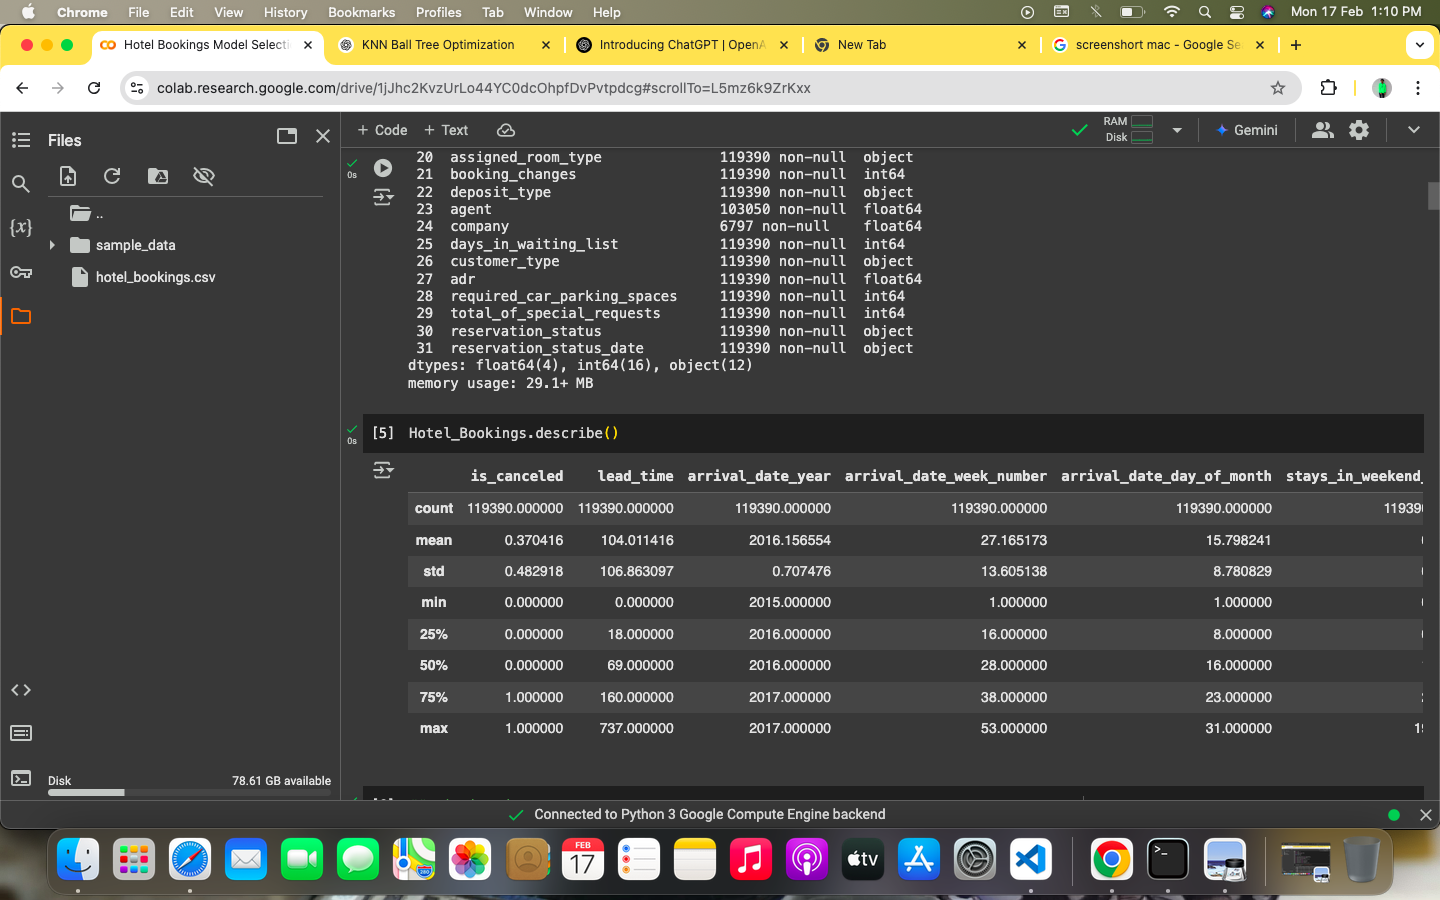 Chrome File Edit View History Bookmarks Profiles Tab Window Help Mon 17 Feb 1:10 PM
Hotel Bookings Model Selecti KNN Ball Tree Optimization Introducing ChatGPT | OpenA New Tab screenshort mac - Google Se
colab.research.google.com/drive/1jJhc2KvzUrLo44YC0dcOhpfDvPvtpdcg#scrollTo=L5mz6k9ZrKxx
Files
+ Code + Text RAM Disk Gemini
..
sample_data
hotel_bookings.csv
Disk 78.61 GB available
0s
20 assigned_room_type 119390 non-null object
21 booking_changes 119390 non-null int64
22 deposit_type 119390 non-null object
23 agent 103050 non-null float64
24 company 6797 non-null float64
25 days_in_waiting_list 119390 non-null int64
26 customer_type 119390 non-null object
27 adr 119390 non-null float64
28 required_car_parking_spaces 119390 non-null int64
29 total_of_special_requests 119390 non-null int64
30 reservation_status 119390 non-null object
31 reservation_status_date 119390 non-null object
dtypes: float64(4), int64(16), object(12)
memory usage: 29.1+ MB
0s
[5] Hotel_Bookings.describe()
is_canceled lead_time arrival_date_year arrival_date_week_number arrival_date_day_of_month stays_in_weekend_
count 119390.000000 119390.000000 119390.000000 119390.000000 119390.000000 11939
mean 0.370416 104.011416 2016.156554 27.165173 15.798241
std 0.482918 106.863097 0.707476 13.605138 8.780829
min 0.000000 0.000000 2015.000000 1.000000 1.000000
25% 0.000000 18.000000 2016.000000 16.000000 8.000000
50% 0.000000 69.000000 2016.000000 28.000000 16.000000
75% 1.000000 160.000000 2017.000000 38.000000 23.000000
max 1.000000 737.000000 2017.000000 53.000000 31.000000
Connected to Python 3 Google Compute Engine backend
FEB
17
280
tv